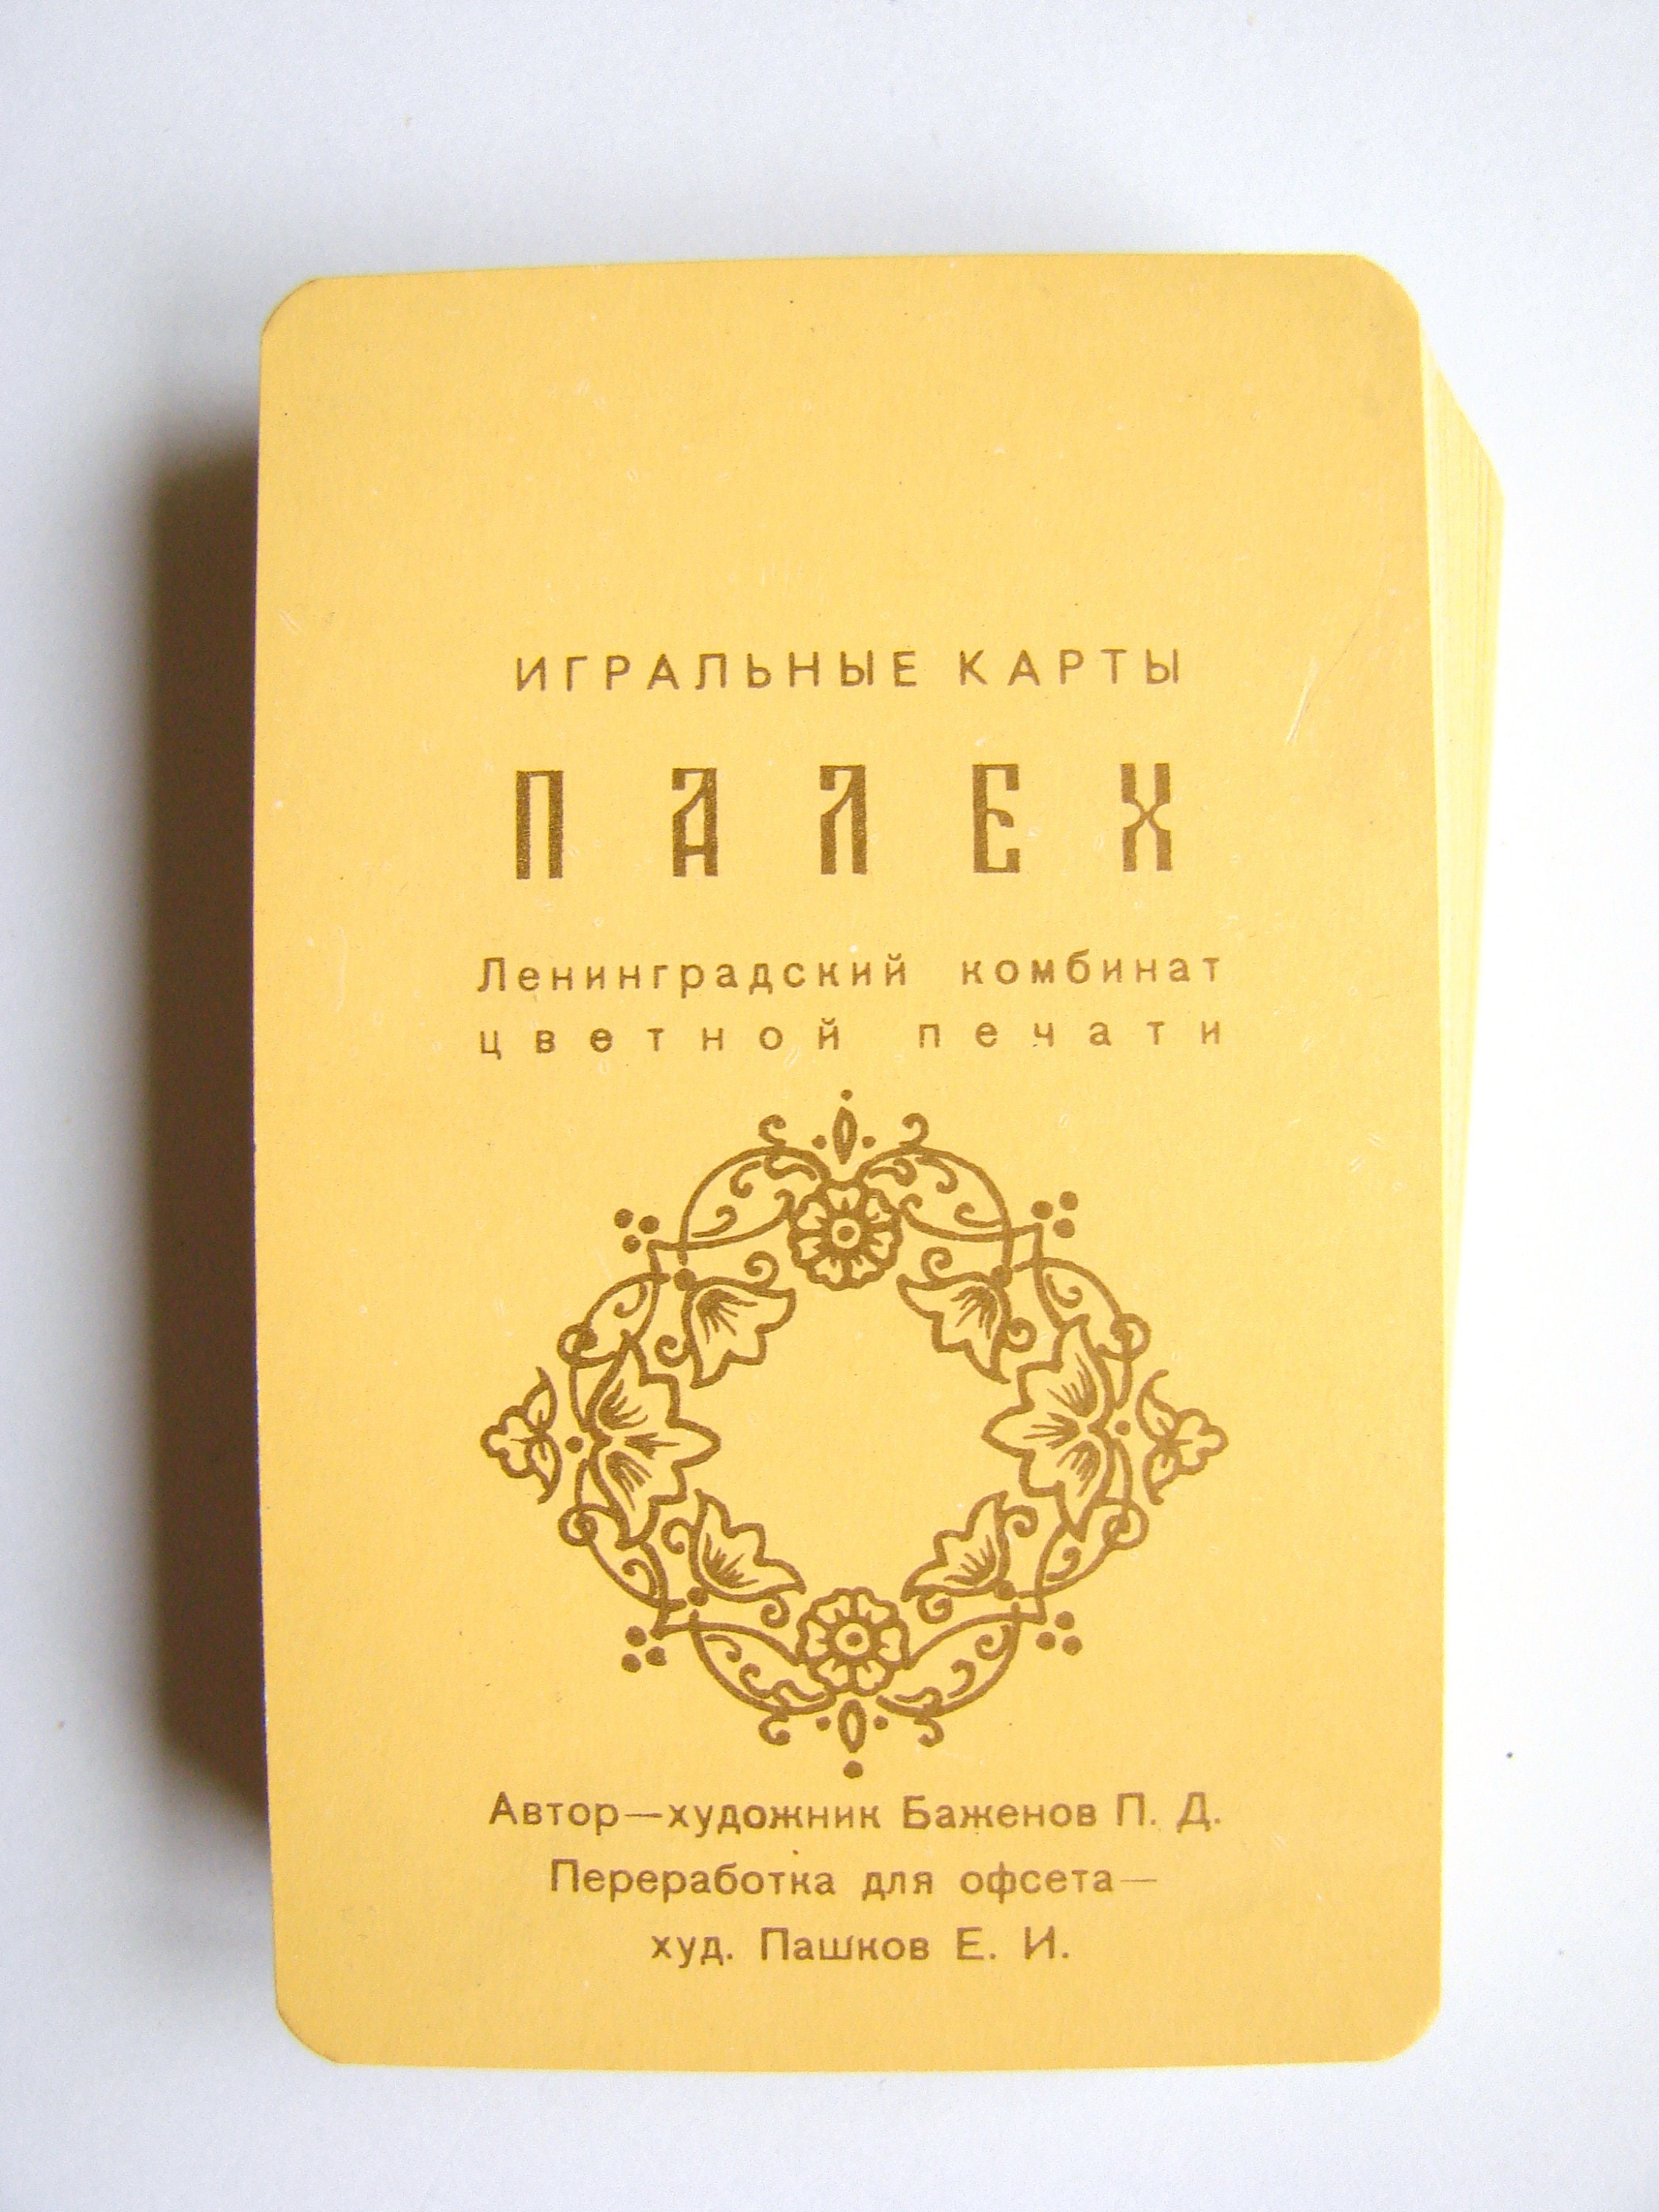 ИГРАЛЬНЫЕ КАРТЫ
ПАЛЕХ
Ленинградский комбинат
цветной печати
Автор—художник Баженов П. Д.
Переработка для офсета—
худ. Пашков Е. И.